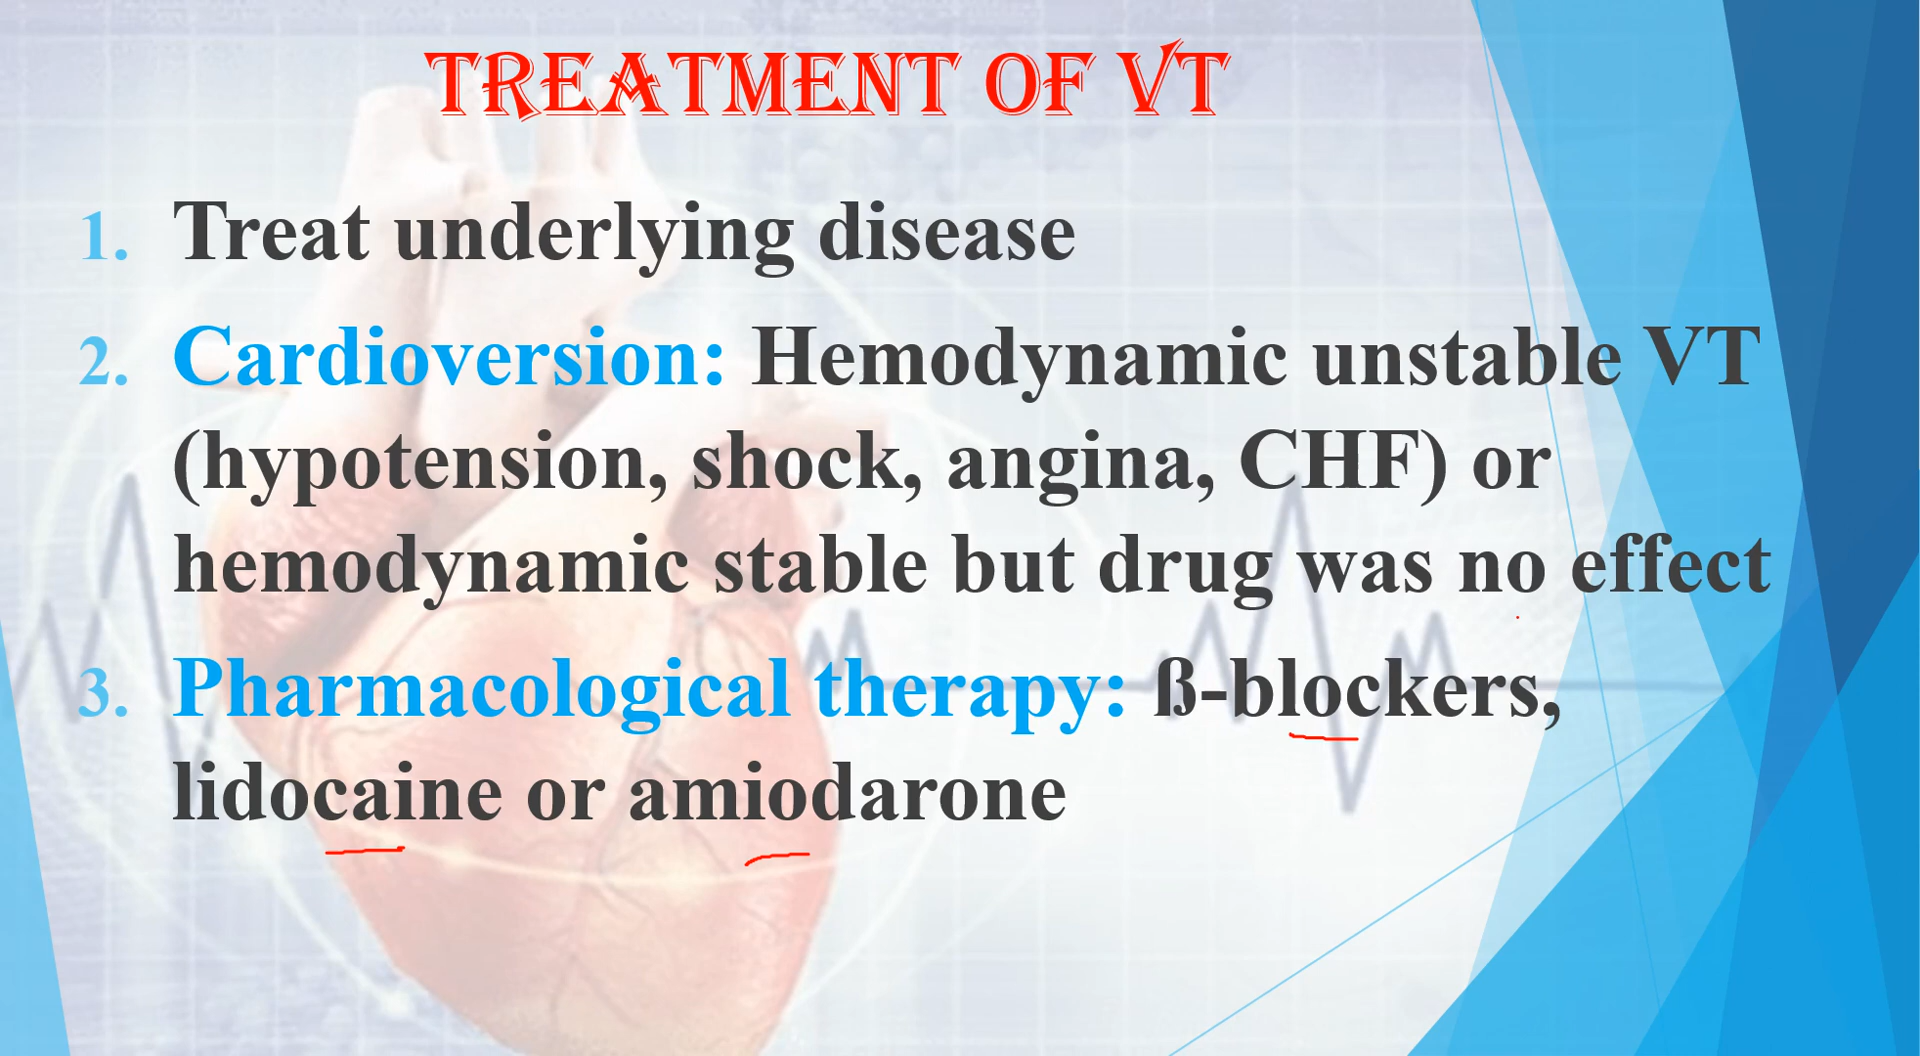 TREATMENT OF VT
1. Treat underlying disease
2. Cardioversion: Hemodynamic unstable VT
(hypotension, shock, angina, CHF) or
hemodynamic stable but drug was no effect
3. Pharmacological therapy: ß-blockers,
lidocaine or amiodarone